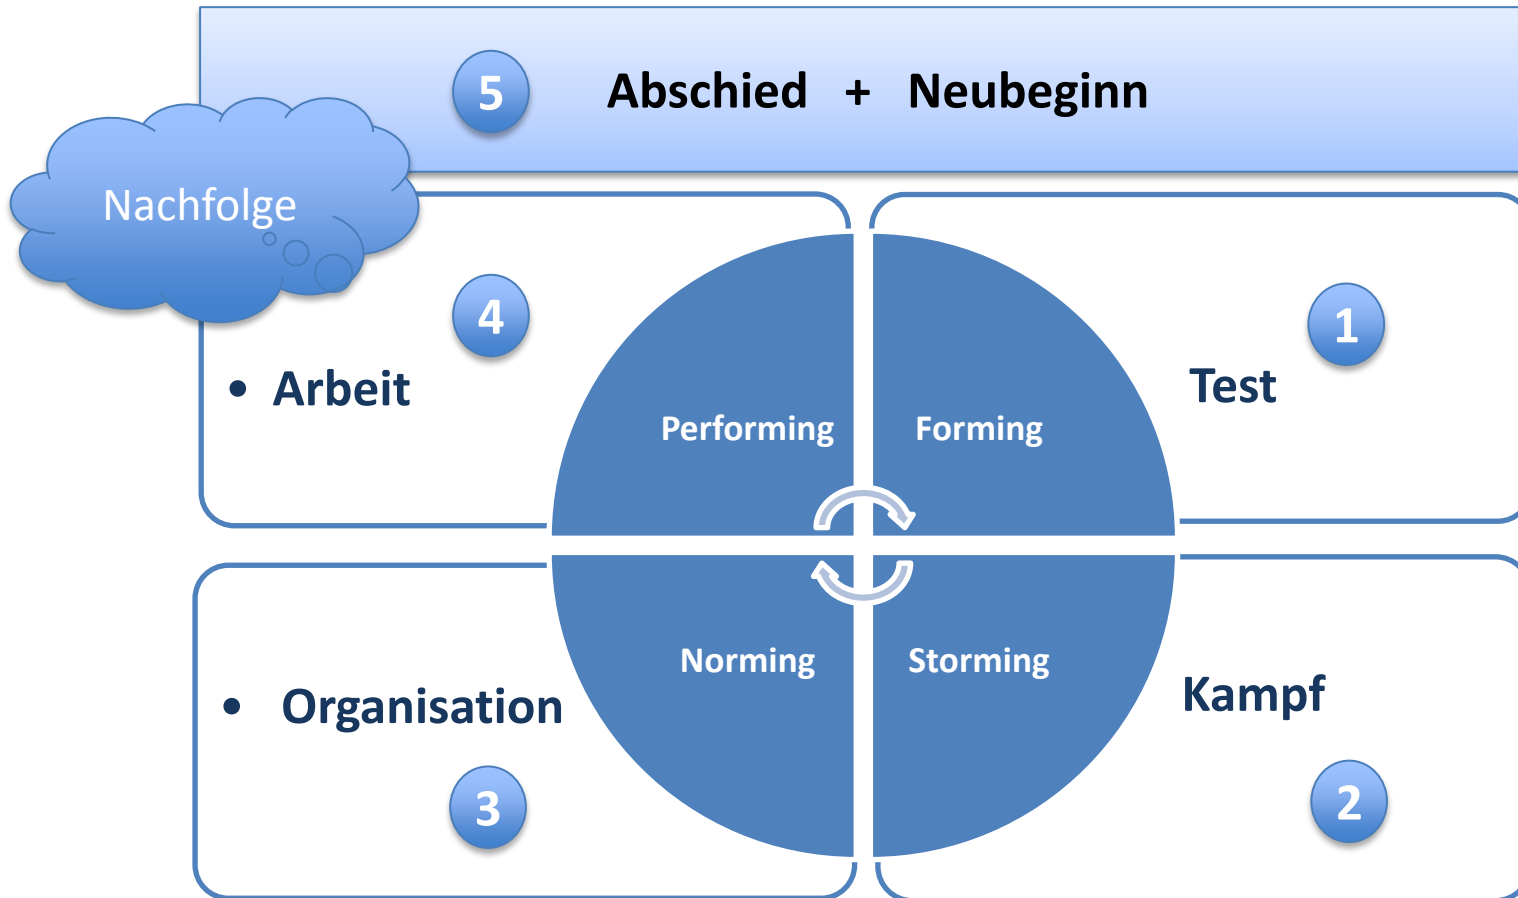 5 Abschied + Neubeginn
Nachfolge
4
• Arbeit
Performing
Forming
1
Test
Norming
Storming
• Organisation
3
Kampf
2